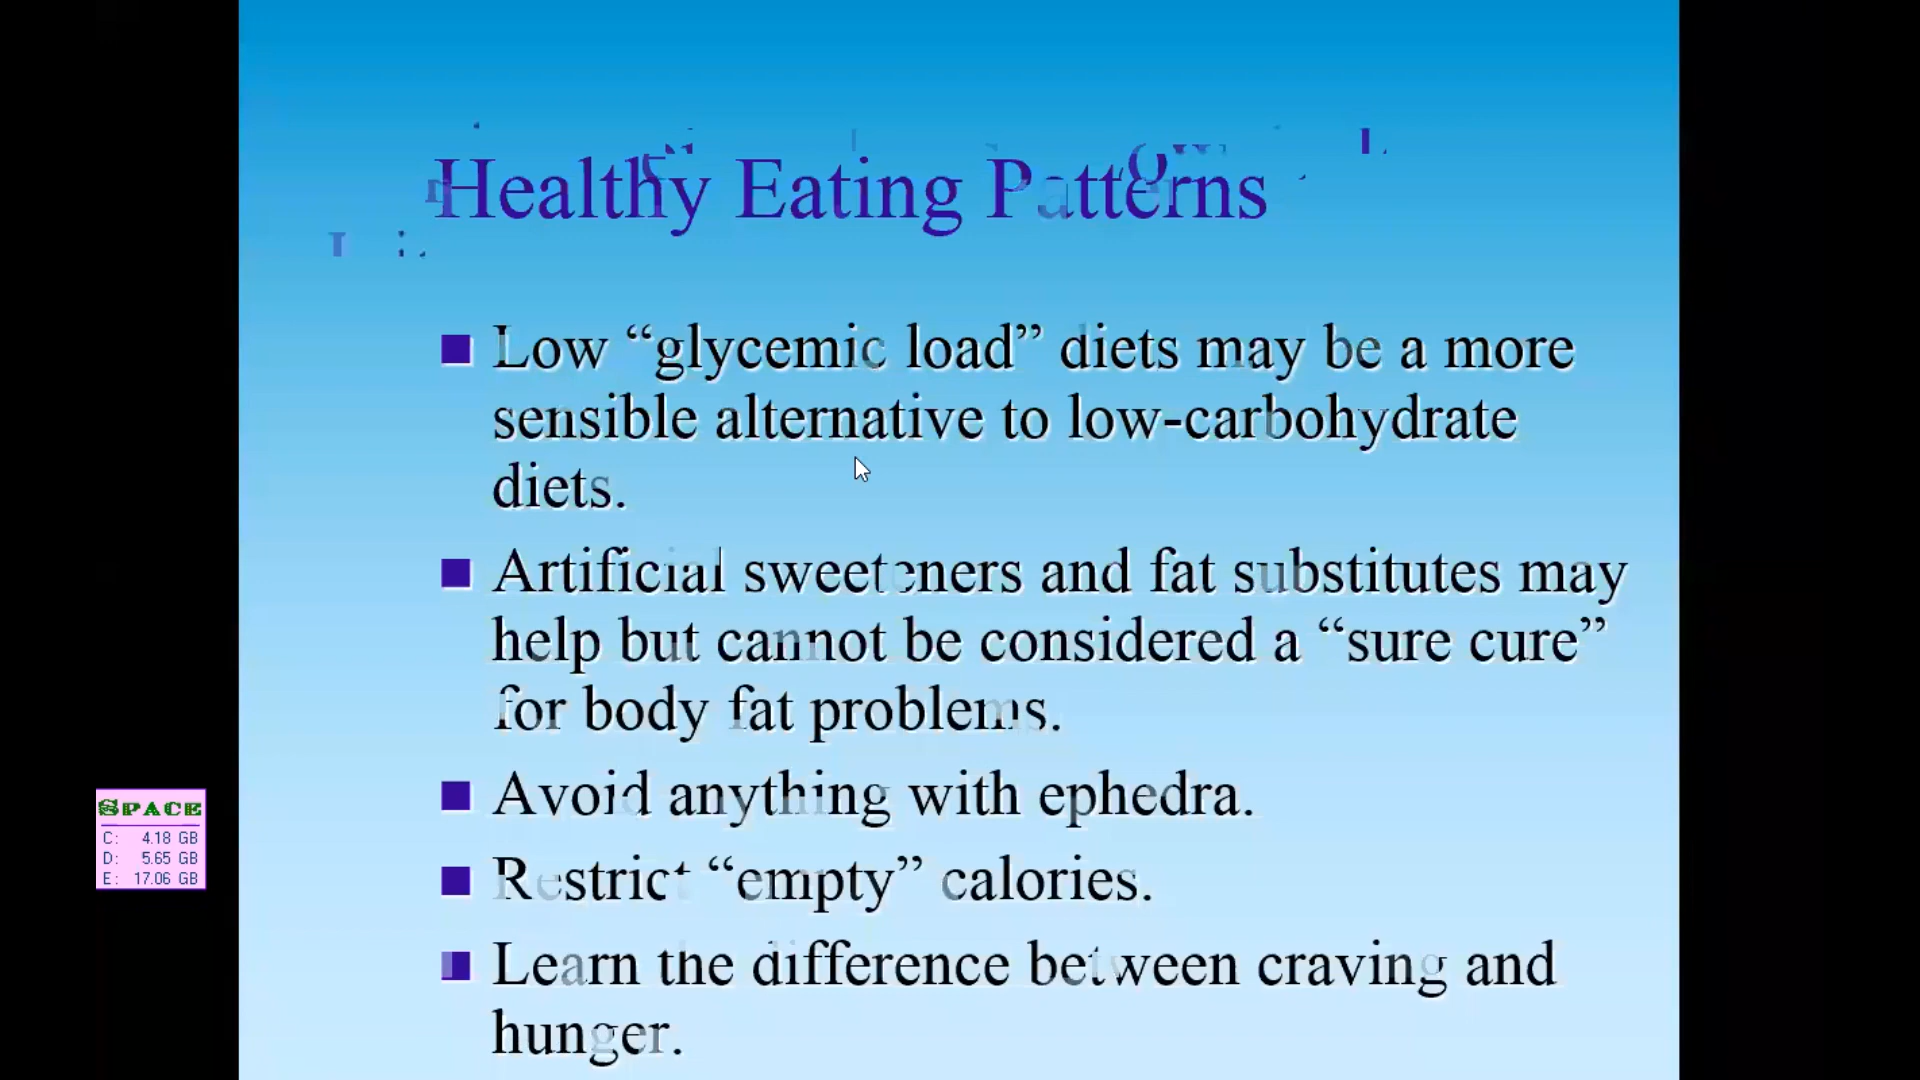 Healthy Eating Patterns
■ Low “glycemic load” diets may be a more
sensible alternative to low-carbohydrate
diets.
■ Artificial sweeteners and fat substitutes may
help but cannot be considered a “sure cure”
for body fat problems.
■ Avoid anything with ephedra.
■ Restrict “empty” calories.
■ Learn the difference between craving and
hunger.
SPACE
C: 4.18 GB
D: 5.65 GB
E: 17.06 GB